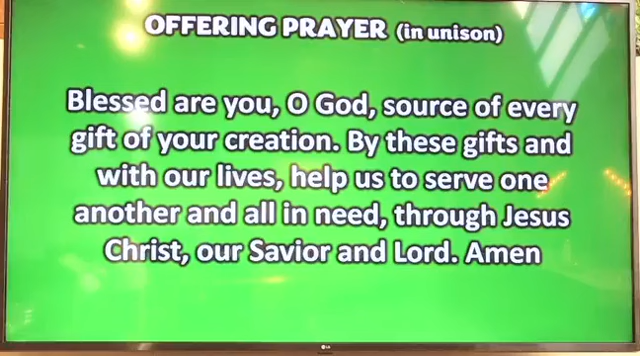 OFFERING PRAYER (in unison)
Blessed are you, O God, source of every
gift of your creation. By these gifts and
with our lives, help us to serve one
another and all in need, through Jesus
Christ, our Savior and Lord. Amen
LG